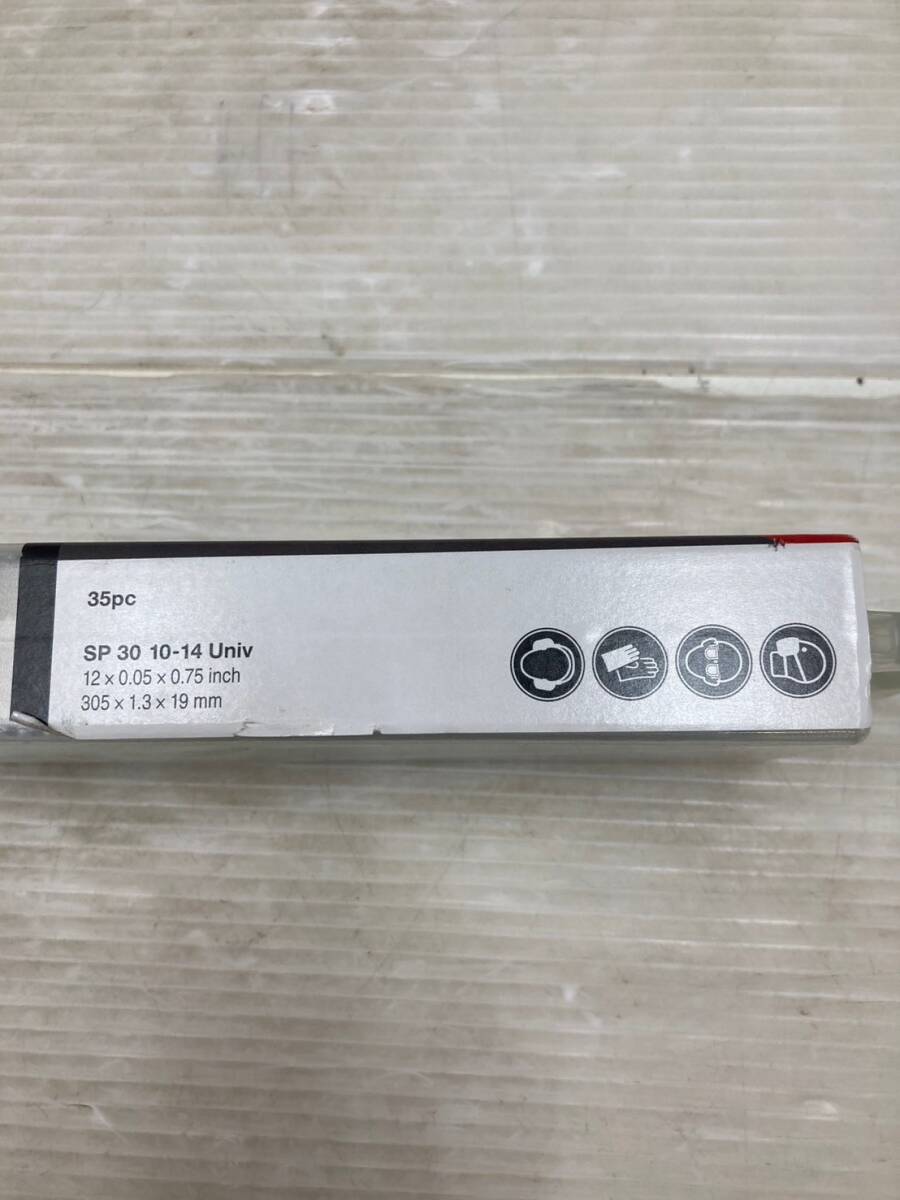 35pc
SP 30 10-14 Univ
12 × 0.05 × 0.75 inch
305 × 1.3 × 19 mm